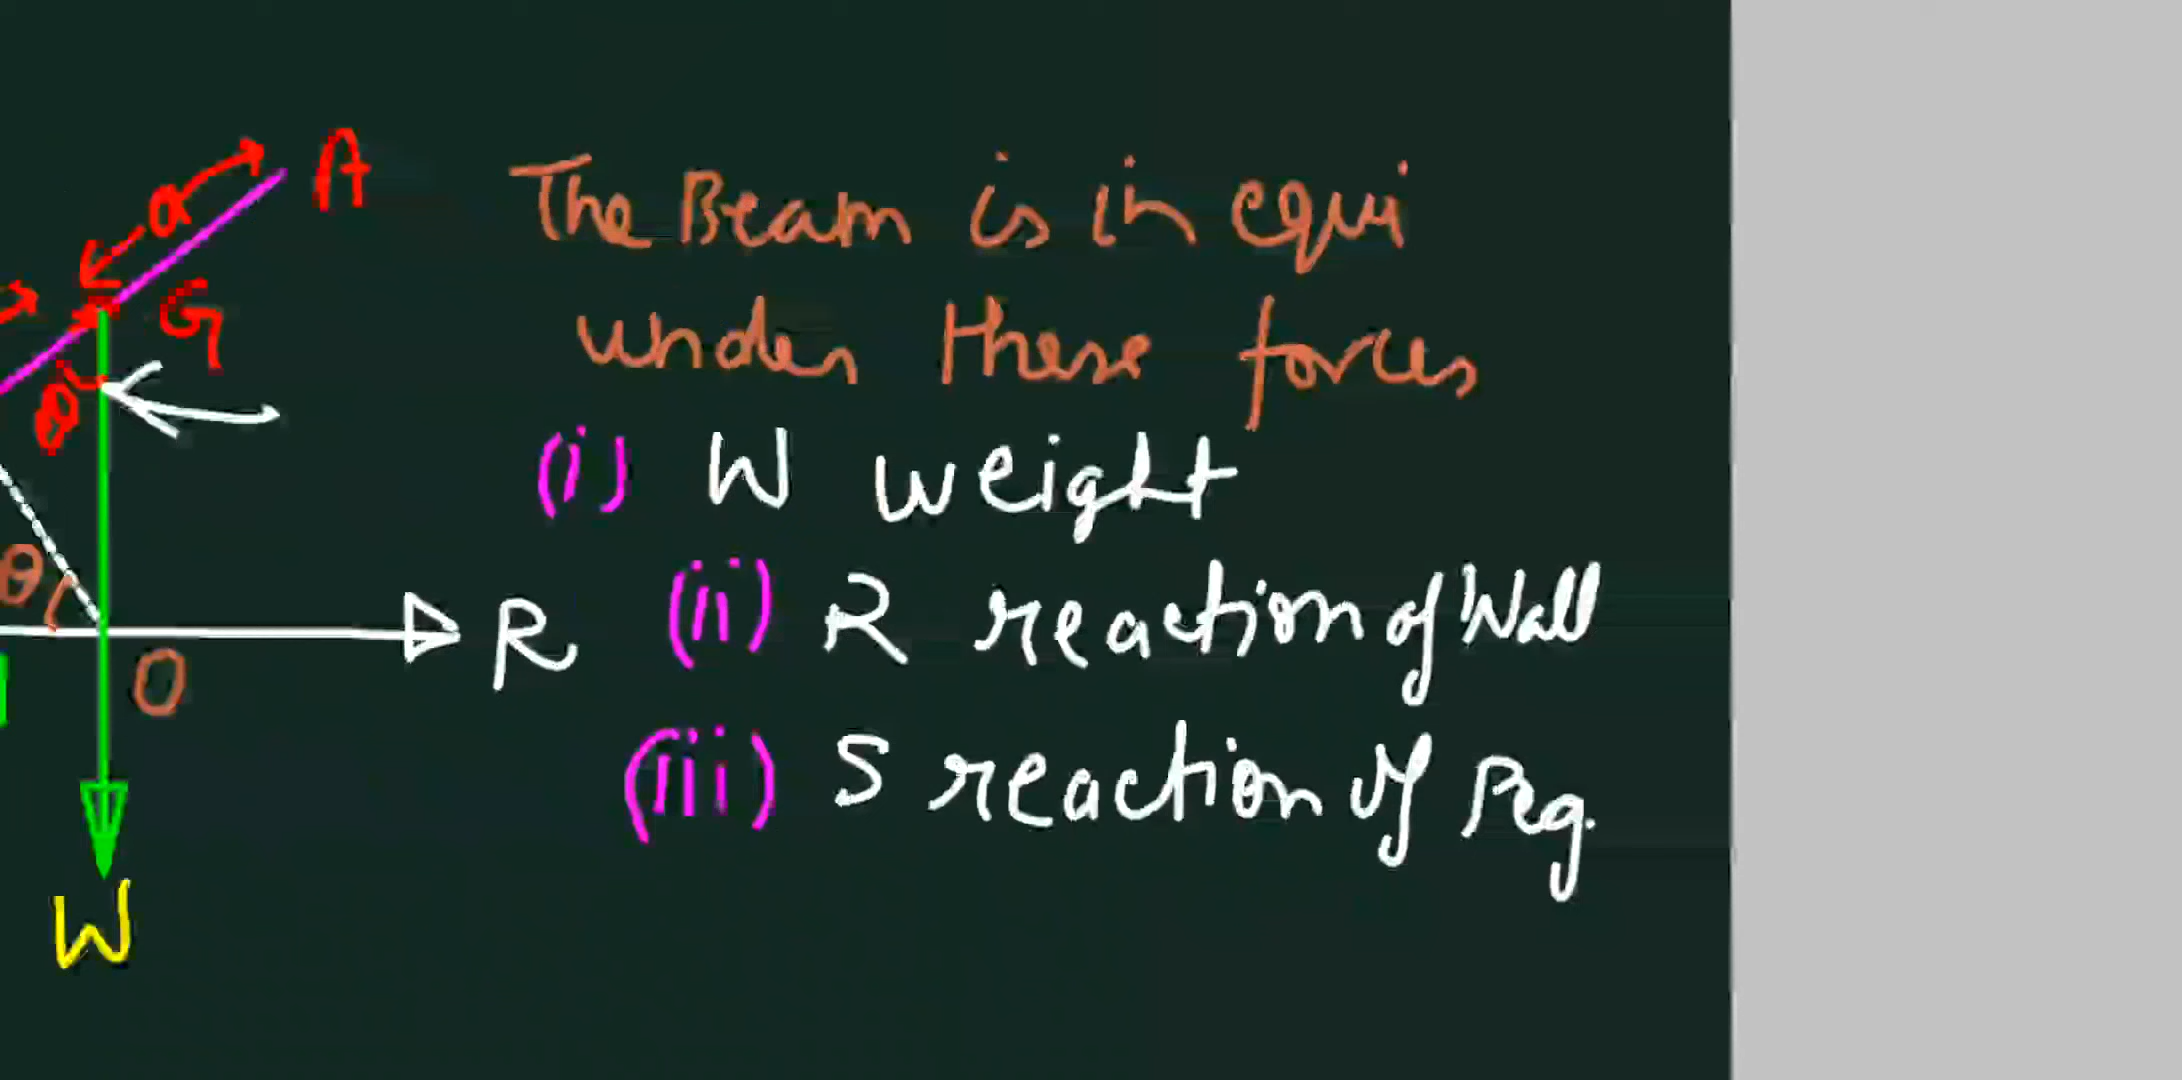 A
a
The Beam is in equi
G
under these forces
θ
(i) W weight
θ
R
(ii) R reaction of Wall
O
(iii) S reaction of Peg.
W